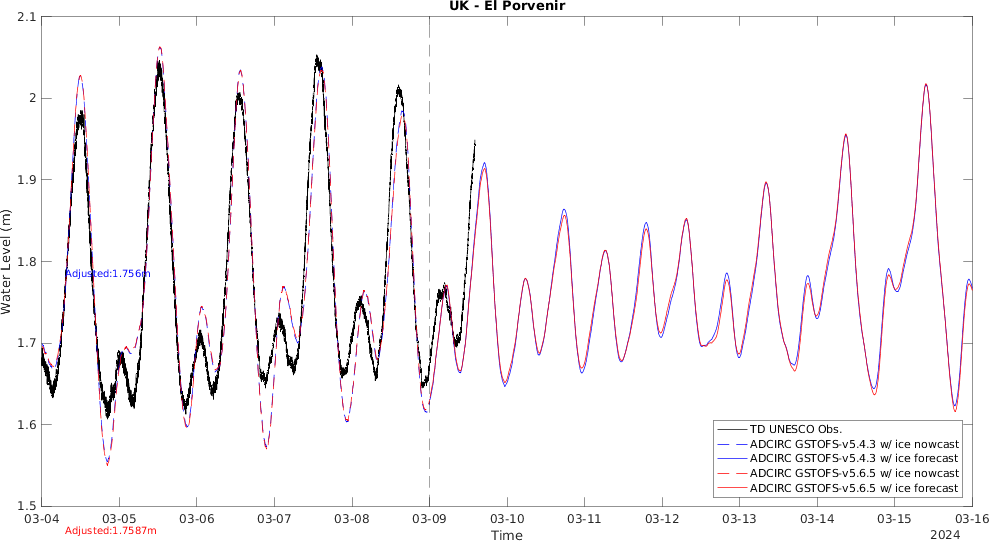 UK - El Porvenir
2.1
2
1.9
1.8
1.7
1.6
1.5
Water Level (m)
Adjusted:1.756m
Adjusted:1.7587m
TD UNESCO Obs.
ADCIRC GSTOFS-v5.4.3 w/ ice nowcast
ADCIRC GSTOFS-v5.4.3 w/ ice forecast
ADCIRC GSTOFS-v5.6.5 w/ ice nowcast
ADCIRC GSTOFS-v5.6.5 w/ ice forecast
03-04 03-05 03-06 03-07 03-08 03-09 03-10 03-11 03-12 03-13 03-14 03-15 03-16
Time
2024